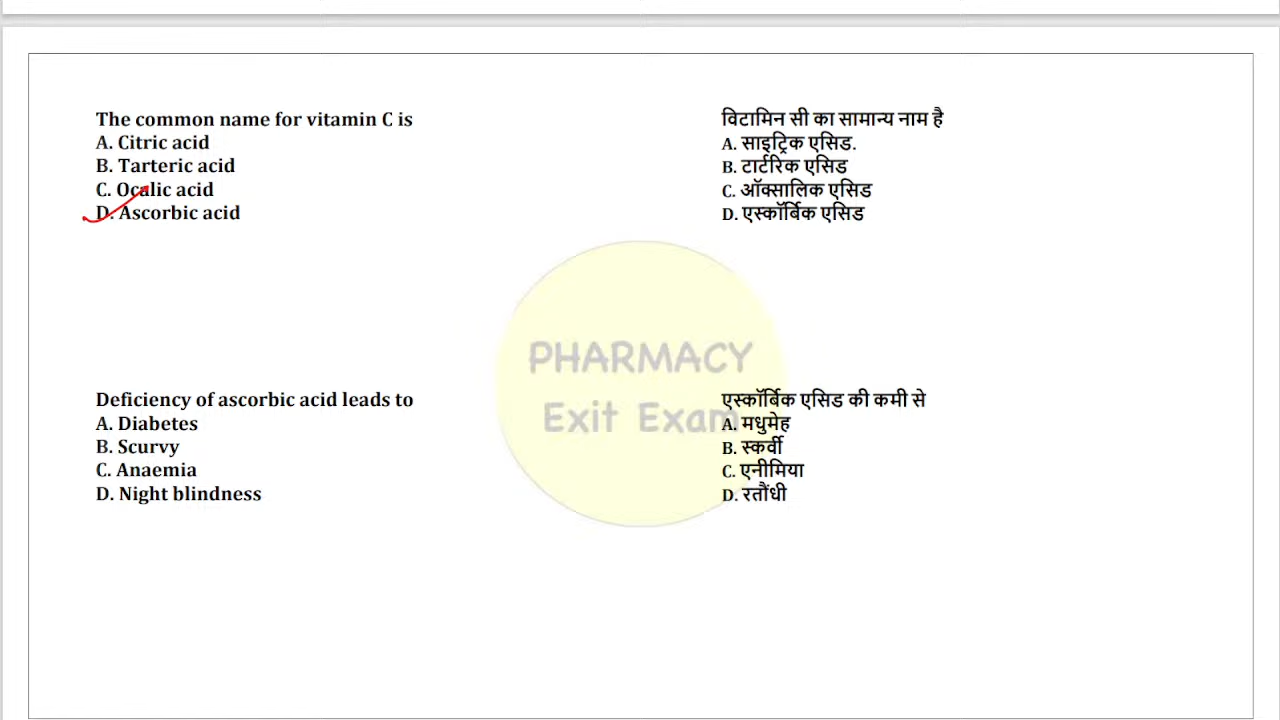 The common name for vitamin C is
A. Citric acid
B. Tarteric acid
C. Ocalic acid
D. Ascorbic acid
विटामिन सी का सामान्य नाम है
A. साइट्रिक एसिड.
B. टार्टरिक एसिड
C. ऑक्सालिक एसिड
D. एस्कॉर्बिक एसिड
PHARMACY
Exit Exam
Deficiency of ascorbic acid leads to
A. Diabetes
B. Scurvy
C. Anaemia
D. Night blindness
एस्कॉर्बिक एसिड की कमी से
A. मधुमेह
B. स्कर्वी
C. एनीमिया
D. रतौंधी